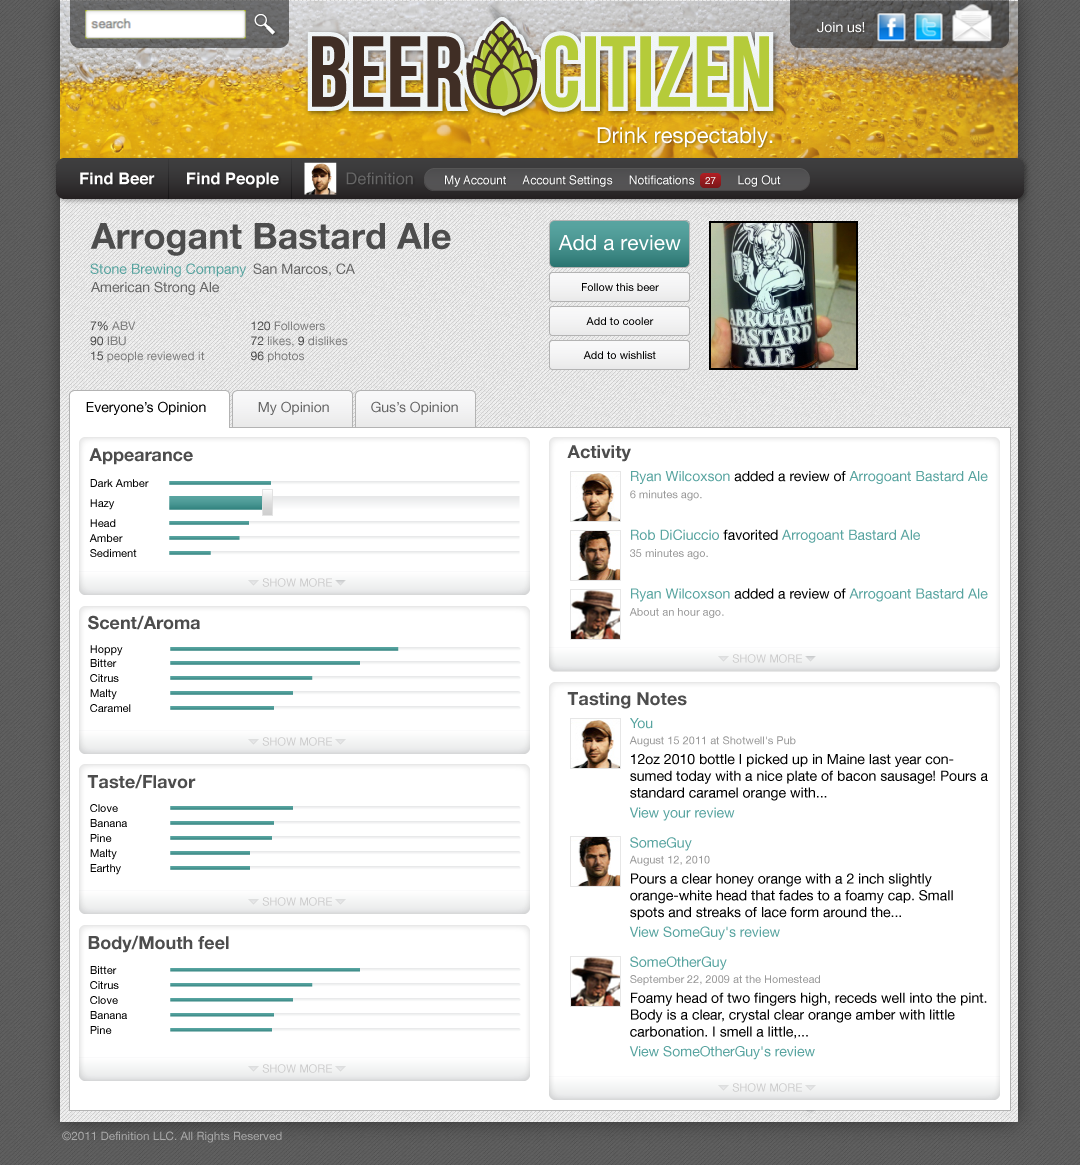 search
Join us!
BEER CITIZEN
Drink respectably.
Find Beer
Find People
Definition
My Account
Account Settings
Notifications 27
Log Out
Arrogant Bastard Ale
Stone Brewing Company San Marcos, CA
American Strong Ale
7% ABV
90 IBU
15 people reviewed it
120 Followers
72 likes, 9 dislikes
96 photos
Add a review
Follow this beer
Add to cooler
Add to wishlist
STONE BREWING
ARROGANT
BASTARD
ALE
Everyone's Opinion
My Opinion
Gus's Opinion
Appearance
Dark Amber
Hazy
Head
Amber
Sediment
SHOW MORE
Scent/Aroma
Hoppy
Bitter
Citrus
Malty
Caramel
SHOW MORE
Taste/Flavor
Clove
Banana
Pine
Malty
Earthy
SHOW MORE
Body/Mouth feel
Bitter
Citrus
Clove
Banana
Pine
SHOW MORE
Activity
Ryan Wilcoxson added a review of Arrogoant Bastard Ale
6 minutes ago.
Rob DiCiuccio favorited Arrogoant Bastard Ale
35 minutes ago.
Ryan Wilcoxson added a review of Arrogoant Bastard Ale
About an hour ago.
SHOW MORE
Tasting Notes
You
August 15 2011 at Shotwell's Pub
12oz 2010 bottle I picked up in Maine last year con-
sumed today with a nice plate of bacon sausage! Pours a
standard caramel orange with...
View your review
SomeGuy
August 12, 2010
Pours a clear honey orange with a 2 inch slightly
orange-white head that fades to a foamy cap. Small
spots and streaks of lace form around the...
View SomeGuy's review
SomeOtherGuy
September 22, 2009 at the Homestead
Foamy head of two fingers high, receds well into the pint.
Body is a clear, crystal clear orange amber with little
carbonation. I smell a little,...
View SomeOtherGuy's review
SHOW MORE
©2011 Definition LLC. All Rights Reserved